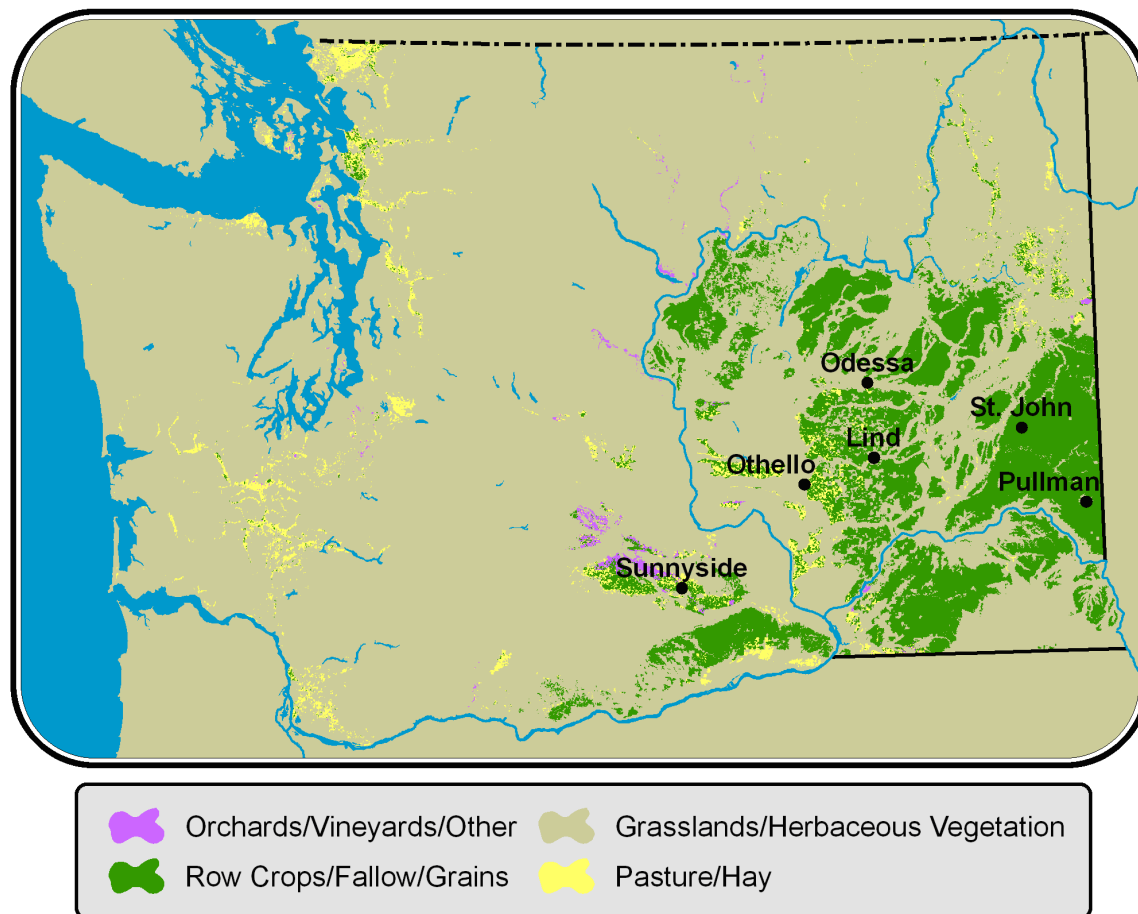 Odessa
St. John
Lind
Othello
Pullman
Sunnyside
Orchards/Vineyards/Other
Grasslands/Herbaceous Vegetation
Row Crops/Fallow/Grains
Pasture/Hay